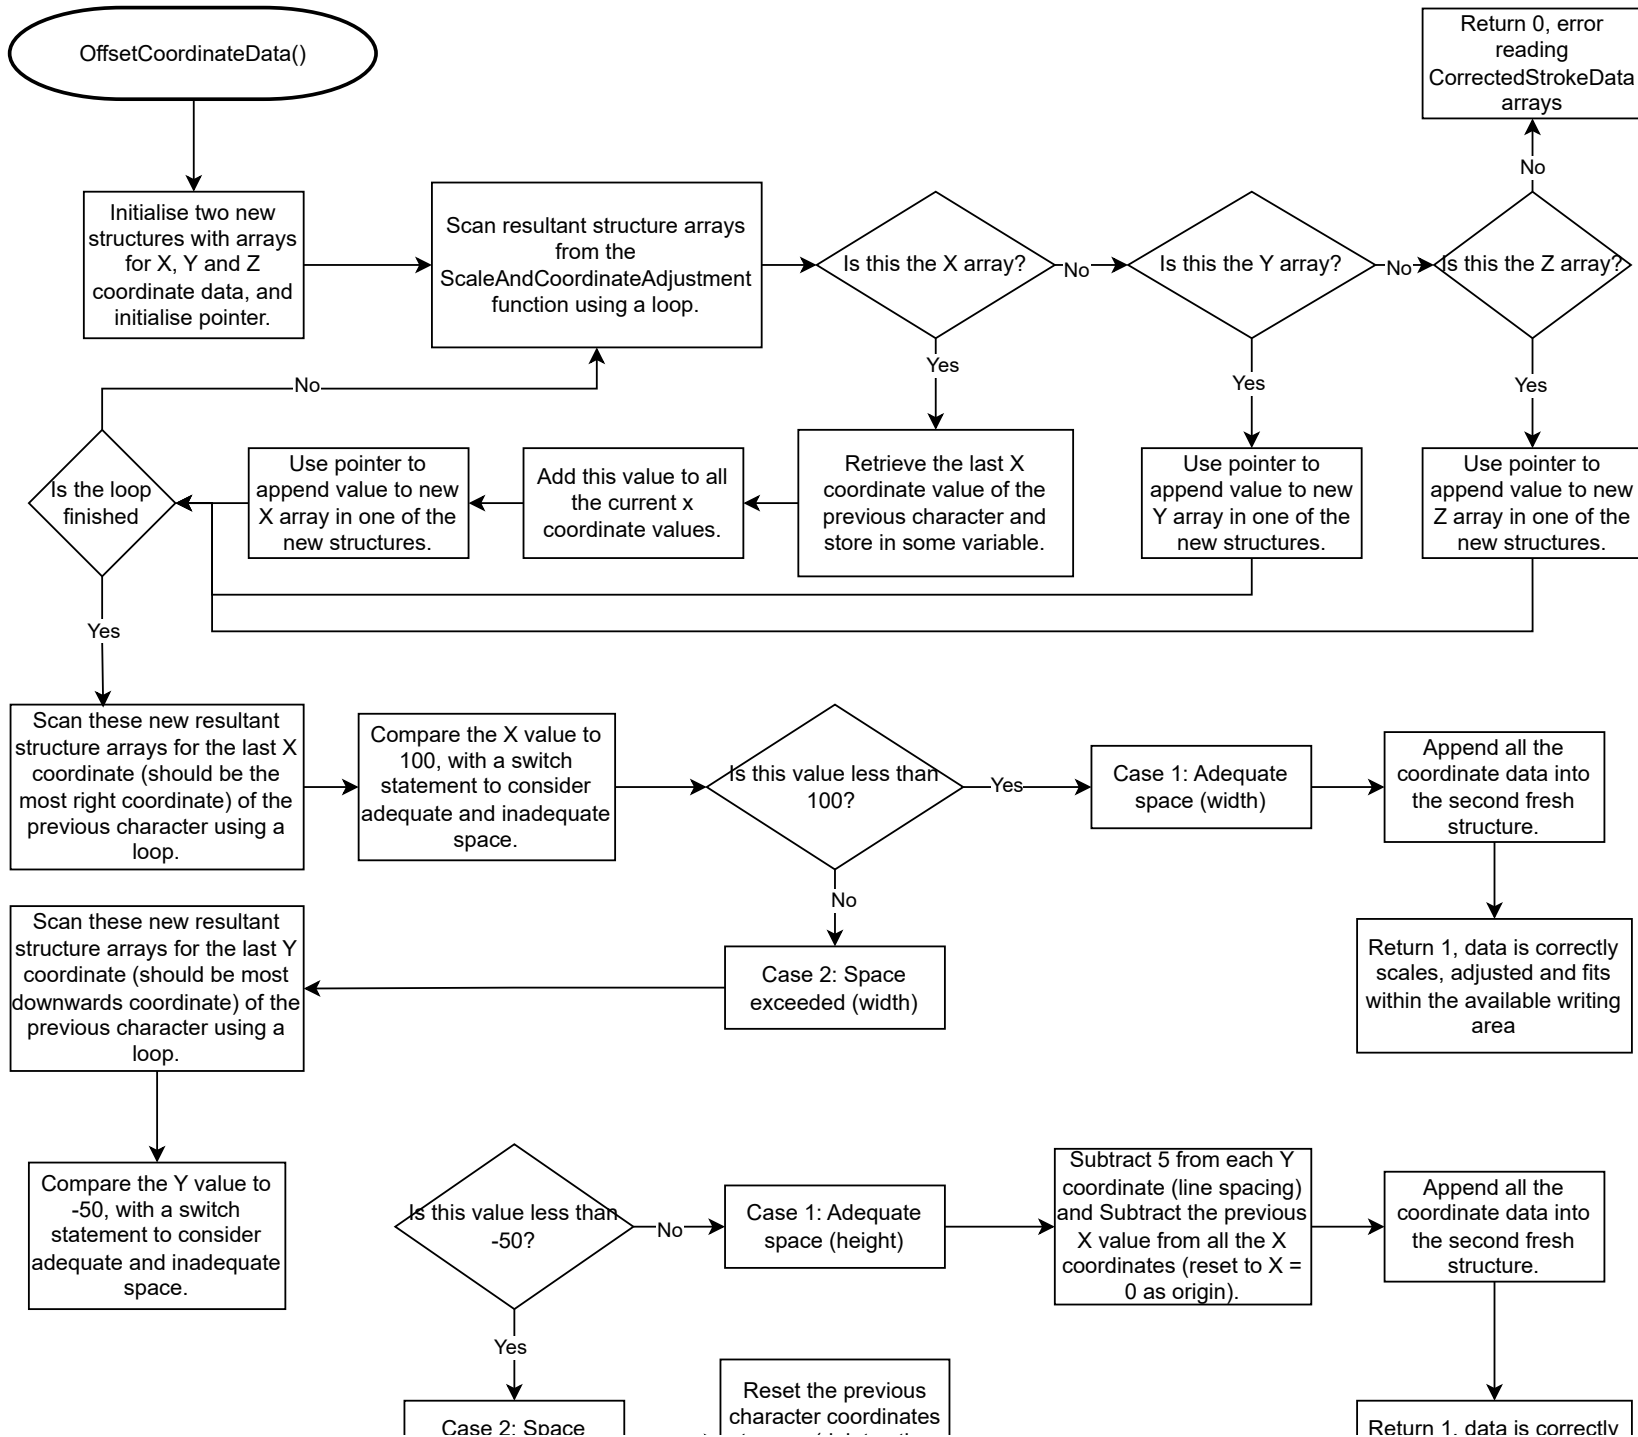 OffsetCoordinateData()
Return 0, error
reading
CorrectedStrokeData
arrays
No
Initialise two new
structures with arrays
for X, Y and Z
coordinate data, and
initialise pointer.
Scan resultant structure arrays
from the
ScaleAndCoordinateAdjustment
function using a loop.
Is this the X array?
No
Is this the Y array?
No
Is this the Z array?
Yes
Yes
Yes
No
Is the loop
finished
Use pointer to
append value to new
X array in one of the
new structures.
Add this value to all
the current x
coordinate values.
Retrieve the last X
coordinate value of the
previous character and
store in some variable.
Use pointer to
append value to new
Y array in one of the
new structures.
Use pointer to
append value to new
Z array in one of the
new structures.
Yes
Scan these new resultant
structure arrays for the last X
coordinate (should be the
most right coordinate) of the
previous character using a
loop.
Compare the X value to
100, with a switch
statement to consider
adequate and inadequate
space.
Is this value less than
100?
Yes
Case 1: Adequate
space (width)
Append all the
coordinate data into
the second fresh
structure.
No
Scan these new resultant
structure arrays for the last Y
coordinate (should be most
downwards coordinate) of the
previous character using a
loop.
Case 2: Space
exceeded (width)
Return 1, data is correctly
scales, adjusted and fits
within the available writing
area
Compare the Y value to
-50, with a switch
statement to consider
adequate and inadequate
space.
Is this value less than
-50?
No
Case 1: Adequate
space (height)
Subtract 5 from each Y
coordinate (line spacing)
and Subtract the previous
X value from all the X
coordinates (reset to X =
0 as origin).
Append all the
coordinate data into
the second fresh
structure.
Yes
Case 2: Space
Reset the previous
character coordinates
Return 1, data is correctly